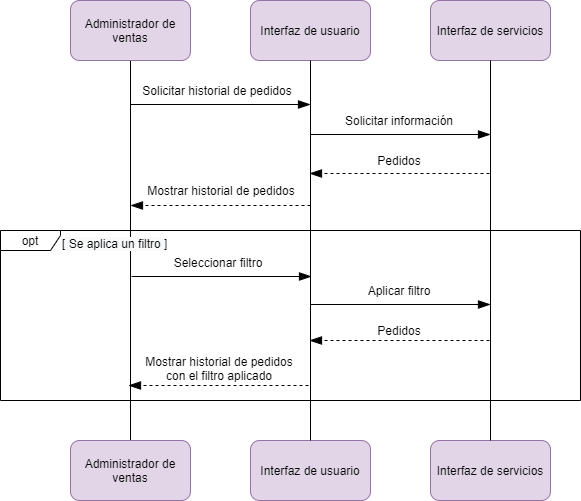 Administrador de
ventas
Interfaz de usuario
Interfaz de servicios
Solicitar historial de pedidos
Solicitar información
Pedidos
Mostrar historial de pedidos
opt
[ Se aplica un filtro ]
Seleccionar filtro
Aplicar filtro
Pedidos
Mostrar historial de pedidos
con el filtro aplicado
Administrador de
ventas
Interfaz de usuario
Interfaz de servicios